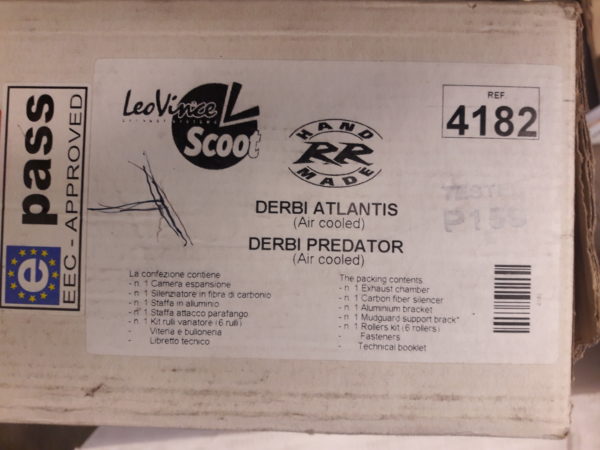 e pass
EEC - APPROVED
LeoVince
Scoot
HAND
RR
MADE
REF.
4182
DERBI ATLANTIS
(Air cooled)
DERBI PREDATOR
(Air cooled)
La confezione contiene
- n. 1 Camera espansione
- n. 1 Silenziatore in fibra di carbonio
- n. 1 Staffa in alluminio
- n. 1 Staffa attacco parafango
- n. 1 Kit rulli variatore (6 rulli)
- Viteria e bulloneria
- Libretto tecnico
The packing contents
- n. 1 Exhaust chamber
- n. 1 Carbon fiber silencer
- n. 1 Aluminium bracket
- n. 1 Mudguard support brack"
- n. 1 Rollers kit (6 rollers)
- Fasteners
- Technical booklet